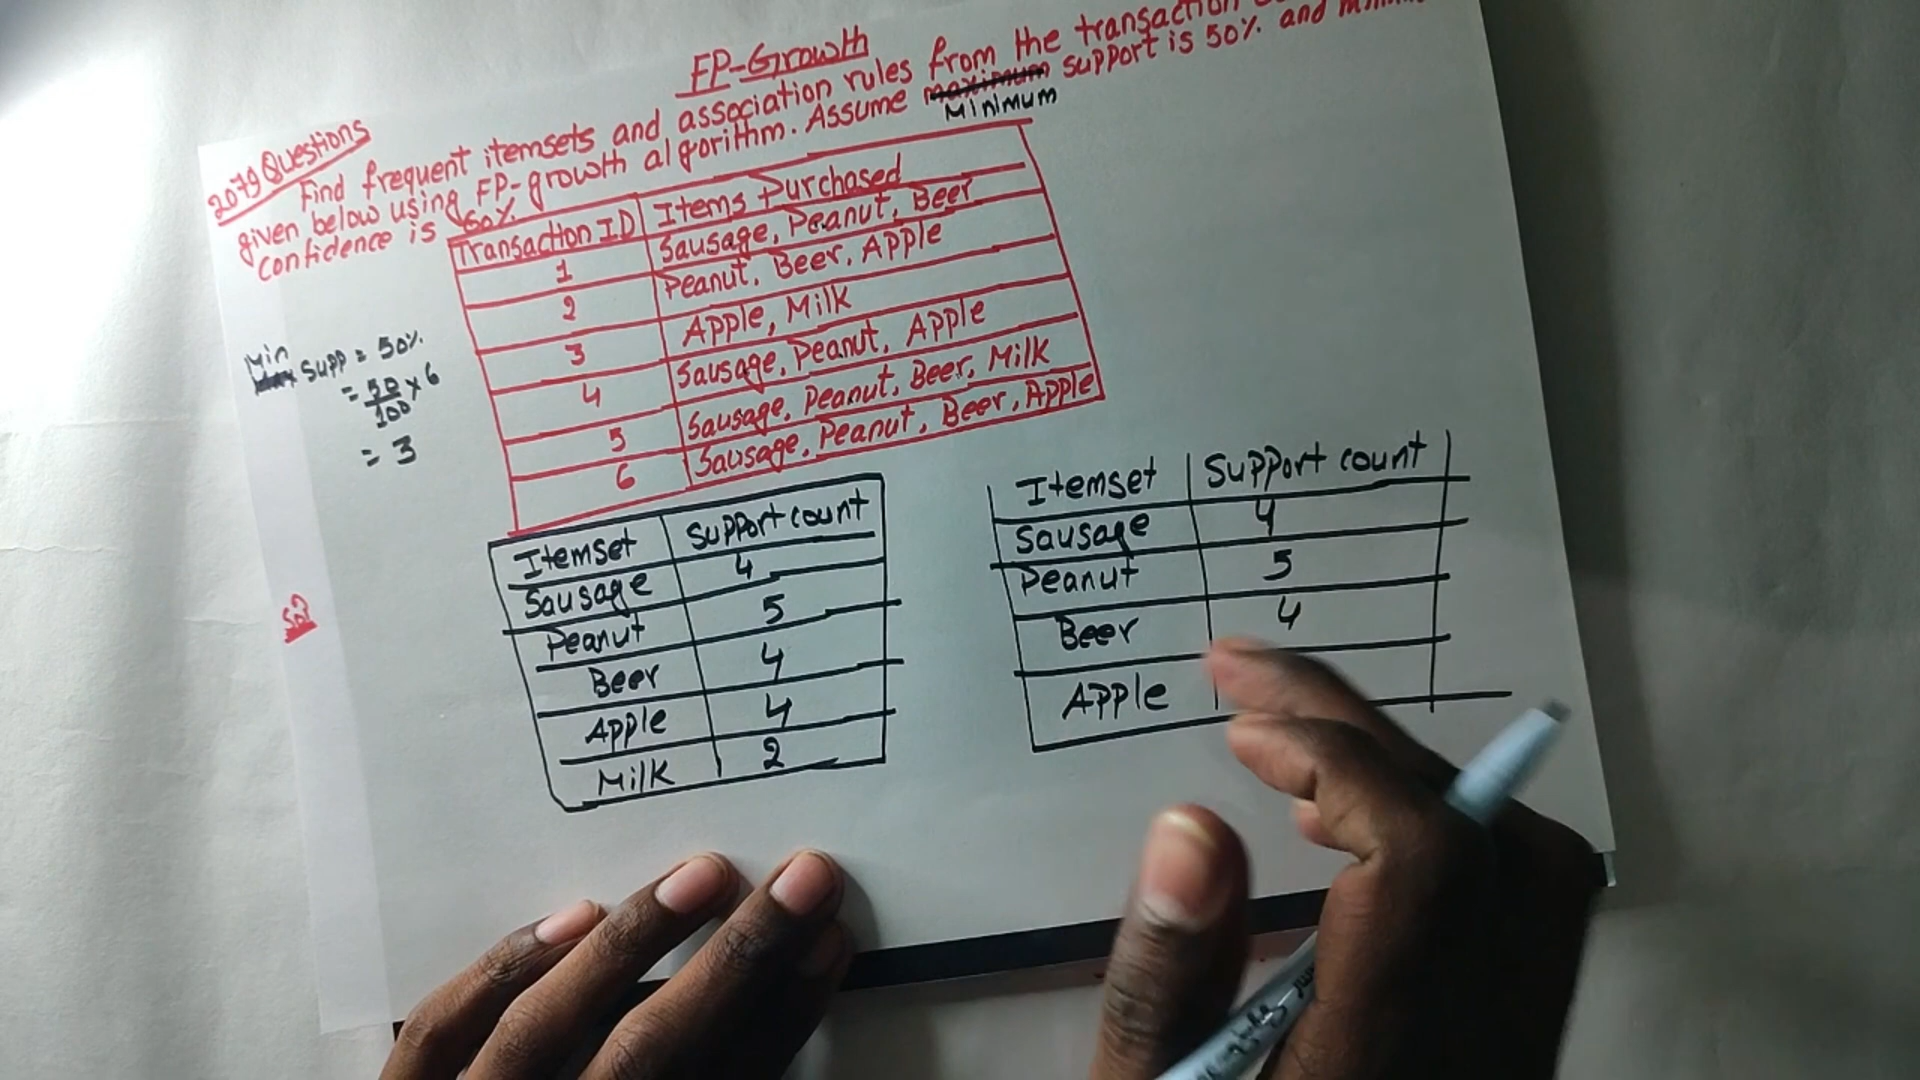 FP-Growth
2079 Questions
Find frequent itemsets and association rules from the transaction
given below using FP-growth algorithm. Assume maximum support is 50% and
Minimum
confidence is 60%.
Transaction ID Items Purchased
1 Sausage, Peanut, Beer
2 Peanut, Beer, Apple
3 Apple, Milk
4 Sausage, Peanut, Apple
5 Sausage, Peanut, Beer, Milk
6 Sausage, Peanut, Beer, Apple
Min
Supp = 50%
= 50/100 × 6
= 3
Itemset Support count
Sausage 4
Peanut 5
Beer 4
Apple 4
Milk 2
Itemset Support count
Sausage 4
Peanut 5
Beer 4
Apple